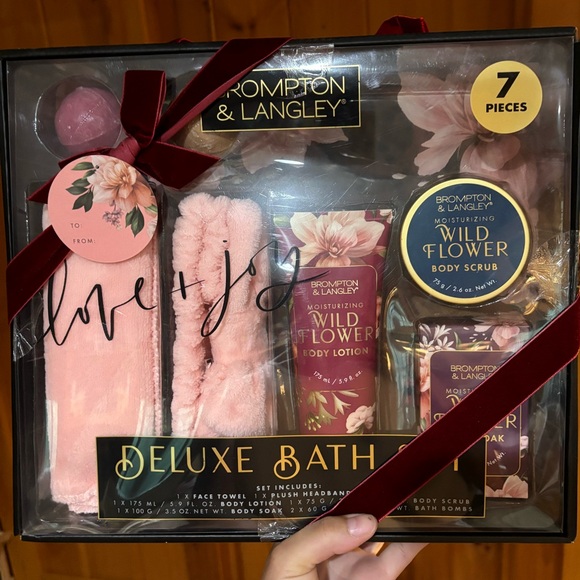 BROMPTON
& LANGLEY®
7
PIECES
TO:
FROM:
love + joy
BROMPTON
& LANGLEY®
MOISTURIZING
WILD
FLOWER
BODY SCRUB
75 g / 2.6 oz. Net Wt.
BROMPTON
& LANGLEY®
MOISTURIZING
WILD
FLOWER
BODY LOTION
175 mL / 5.9 fl. oz.
BROMPTON
& LANGLEY®
DELUXE BATH
SET INCLUDES:
1 X FACE TOWEL 1 X PLUSH HEADBAND
1 X 175 ML / 5.9 FL. OZ. BODY LOTION 1 X 75 G / BODY SCRUB
1 X 100 G / 3.5 OZ. NET WT. BODY SOAK 2 X 60 G BATH BOMBS